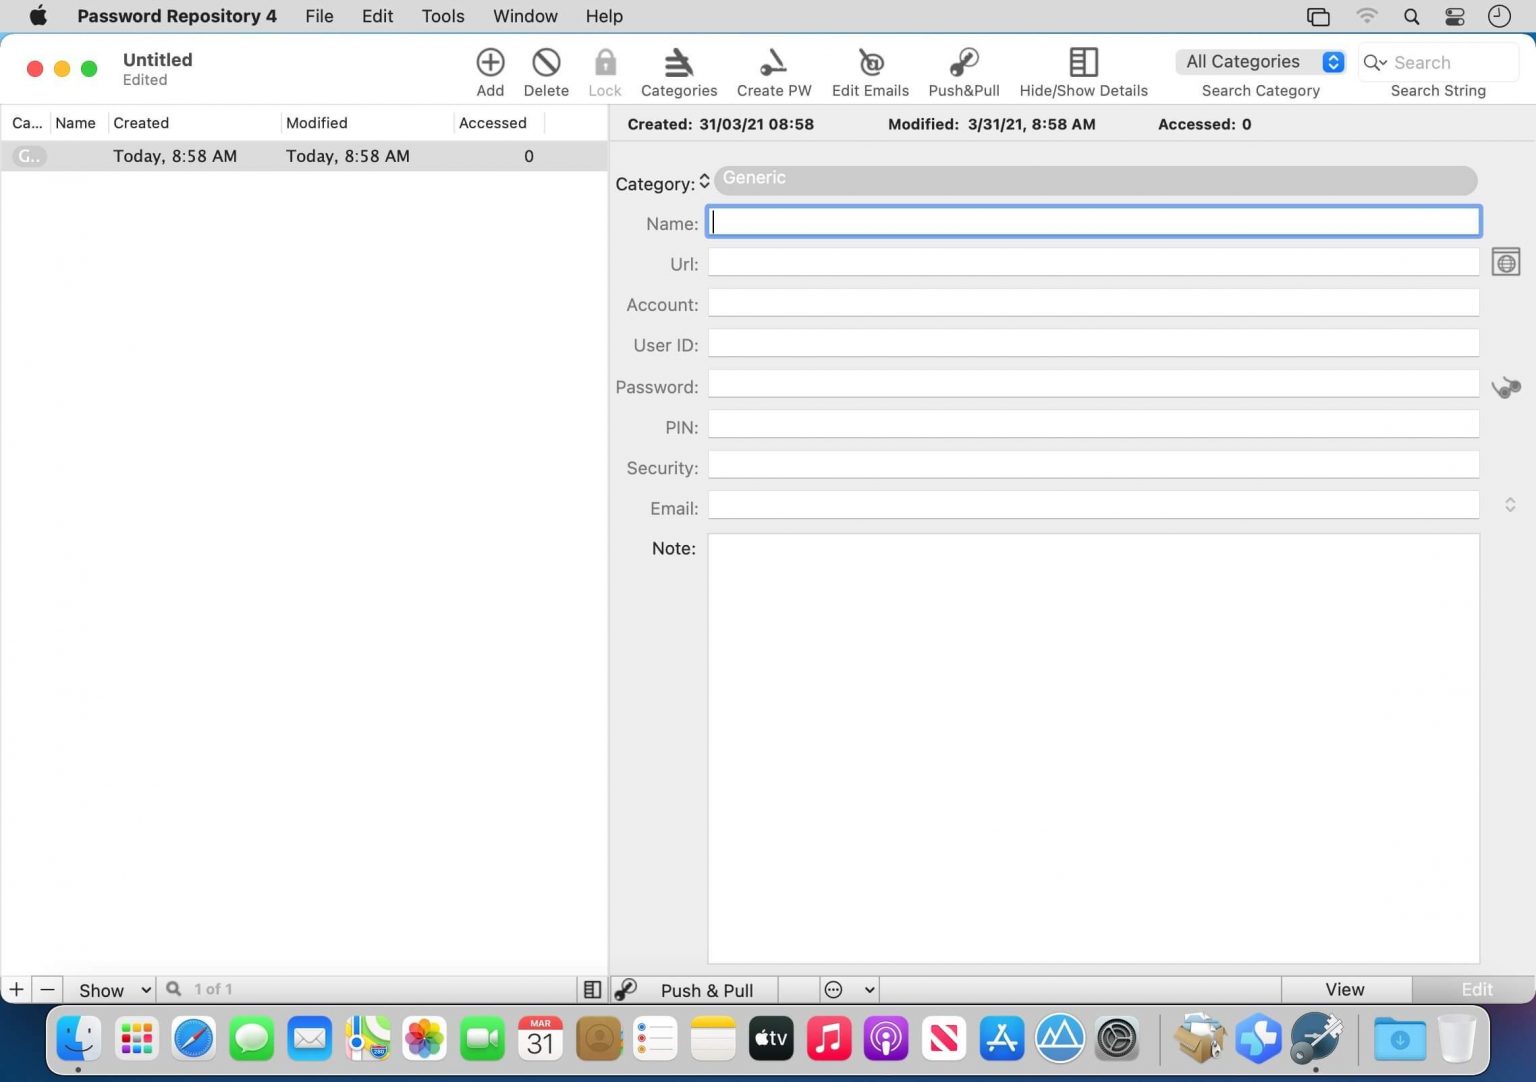 Password Repository 4 File Edit Tools Window Help
Untitled
Edited
Add Delete Lock Categories Create PW Edit Emails Push&Pull Hide/Show Details
All Categories
Search Category
Search
Search String
Ca... Name Created Modified Accessed
G.. Today, 8:58 AM Today, 8:58 AM 0
Created: 31/03/21 08:58 Modified: 3/31/21, 8:58 AM Accessed: 0
Category: Generic
Name:
Url:
Account:
User ID:
Password:
PIN:
Security:
Email:
Note:
+ − Show 1 of 1 Push & Pull View Edit
MAR
31
280
tv